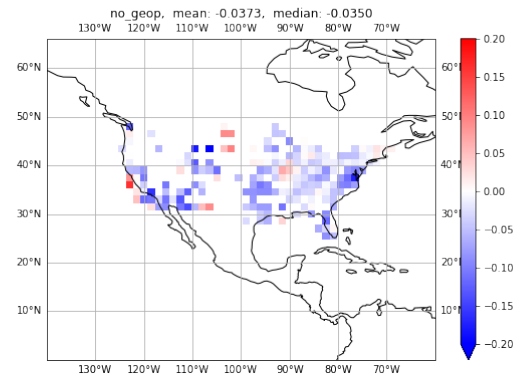 no_geop, mean: -0.0373, median: -0.0350
130°W 120°W 110°W 100°W 90°W 80°W 70°W
60°N 60°N
50°N 50°N
40°N 40°N
30°N 30°N
20°N 20°N
10°N 10°N
130°W 120°W 110°W 100°W 90°W 80°W 70°W
0.20
0.15
0.10
0.05
0.00
−0.05
−0.10
−0.15
−0.20